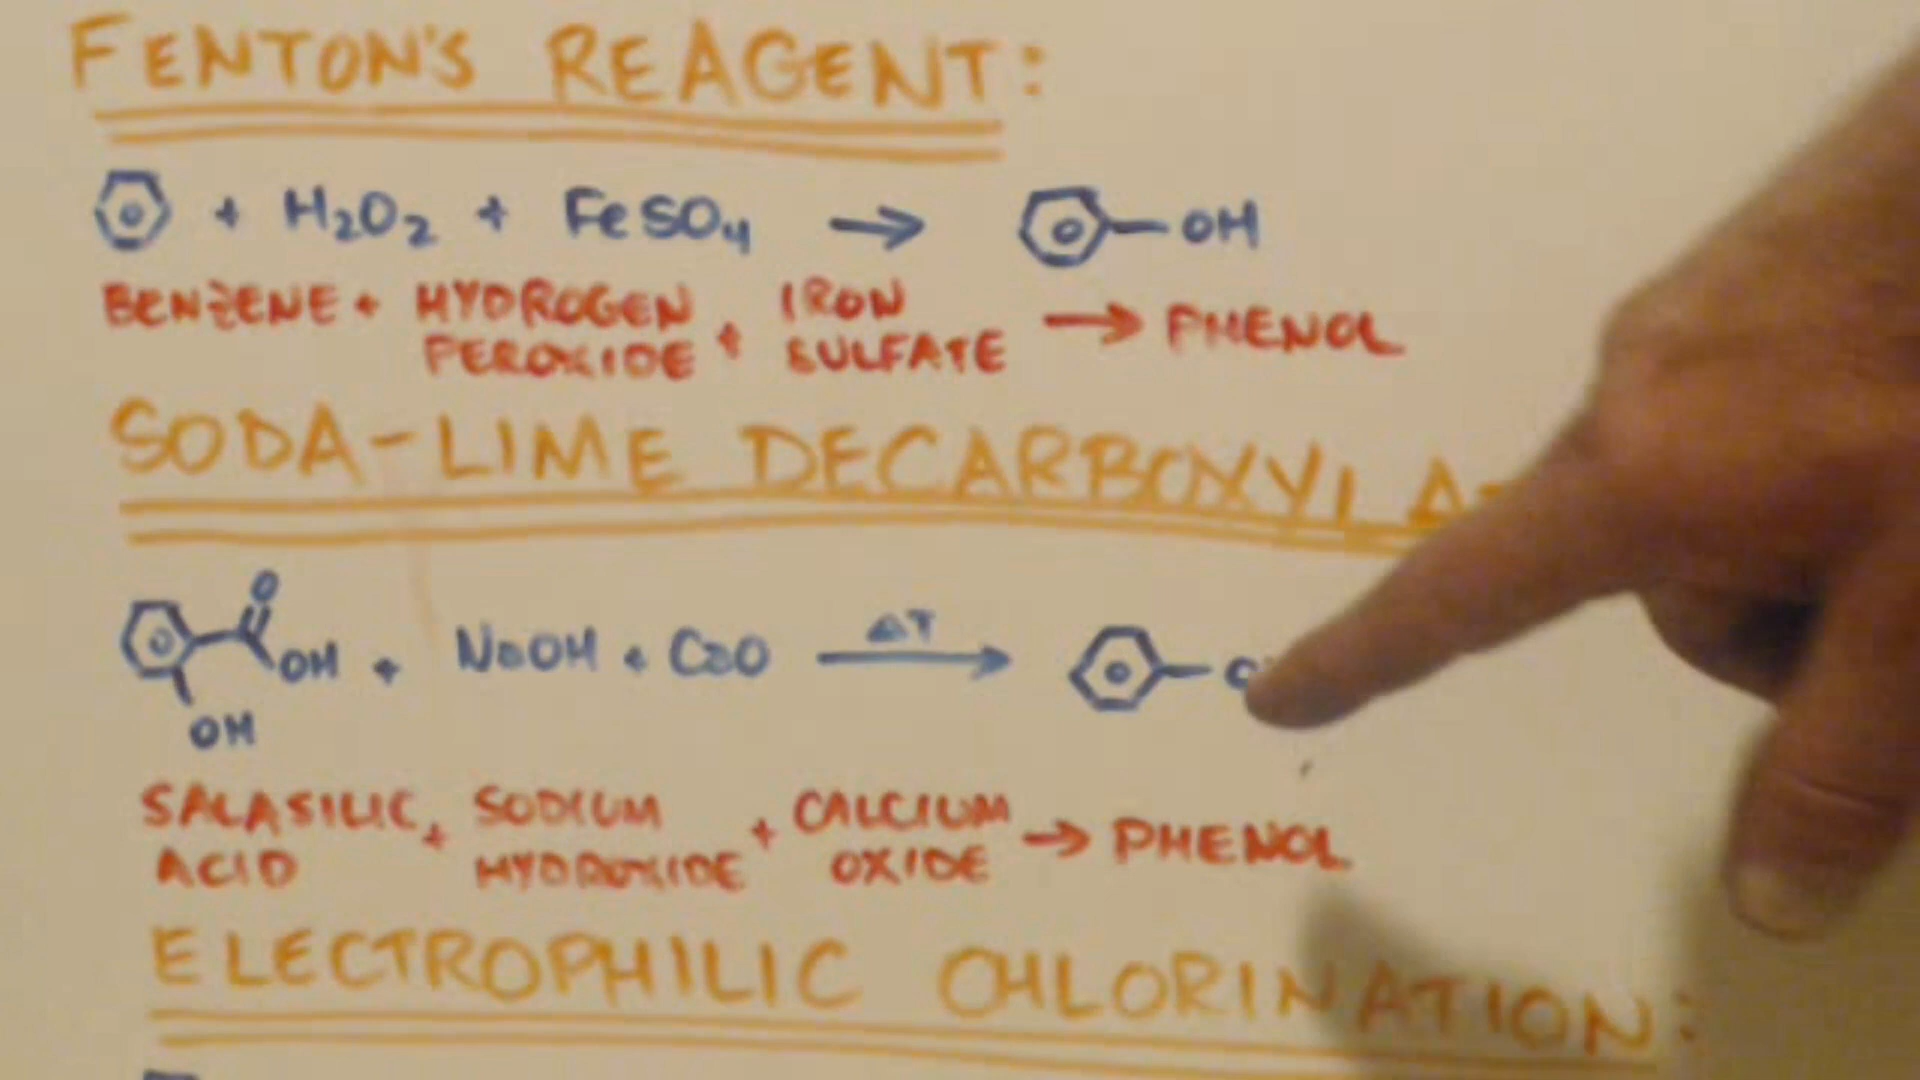 FENTON'S REAGENT:
+ H2O2 + FeSO4 → OH
BENZENE + HYDROGEN PEROXIDE + IRON SULFATE → PHENOL
SODA-LIME
O
OH + NaOH + CaO ΔT →
OH
SALASILIC ACID + SODIUM HYDROXIDE + CALCIUM OXIDE → PHENOL
ELECTROPHILIC CHLORINATION: